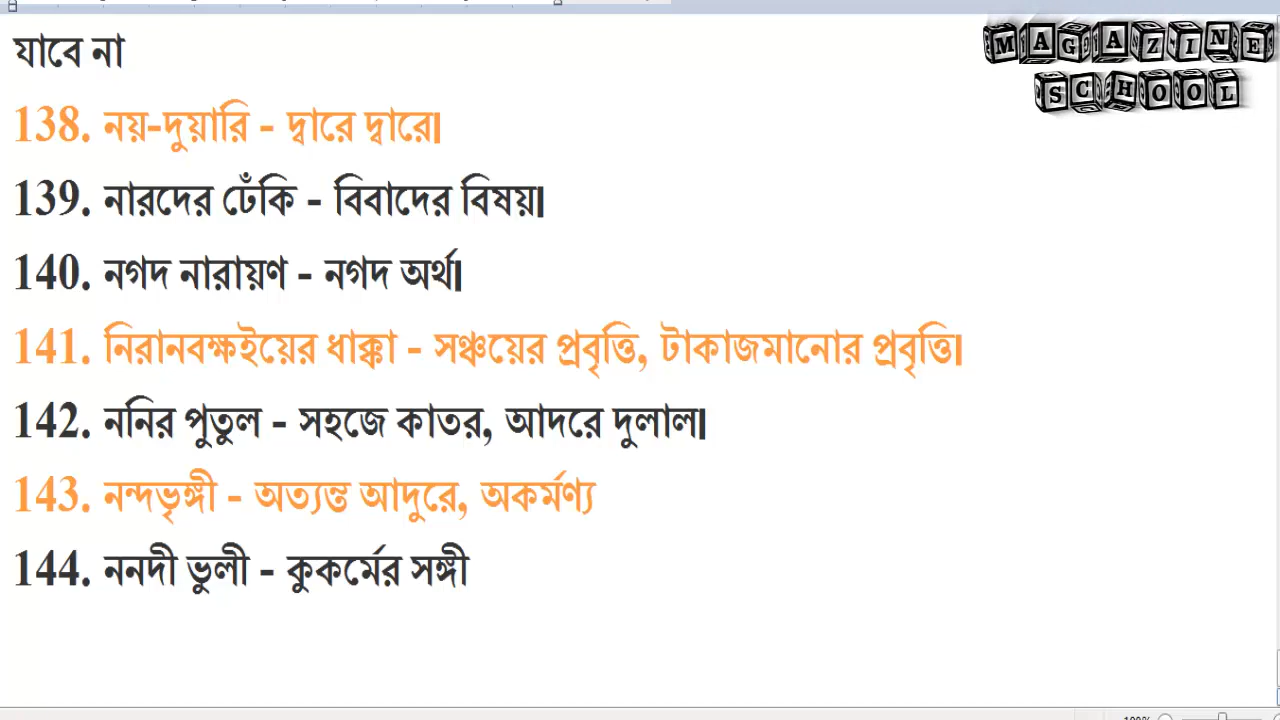 যাবে না
MAGAZINE
SCHOOL
138. নয়-দুয়ারি - দ্বারে দ্বারে।
139. নারদের ঢেঁকি - বিবাদের বিষয়।
140. নগদ নারায়ণ - নগদ অর্থ।
141. নিরানবক্ষইয়ের ধাক্কা - সঞ্চয়ের প্রবৃত্তি, টাকাজমানোর প্রবৃত্তি।
142. ননির পুতুল - সহজে কাতর, আদরে দুলাল।
143. নন্দভৃঙ্গী - অত্যন্ত আদুরে, অকর্মণ্য
144. ননদী ভুলী - কুকর্মের সঙ্গী